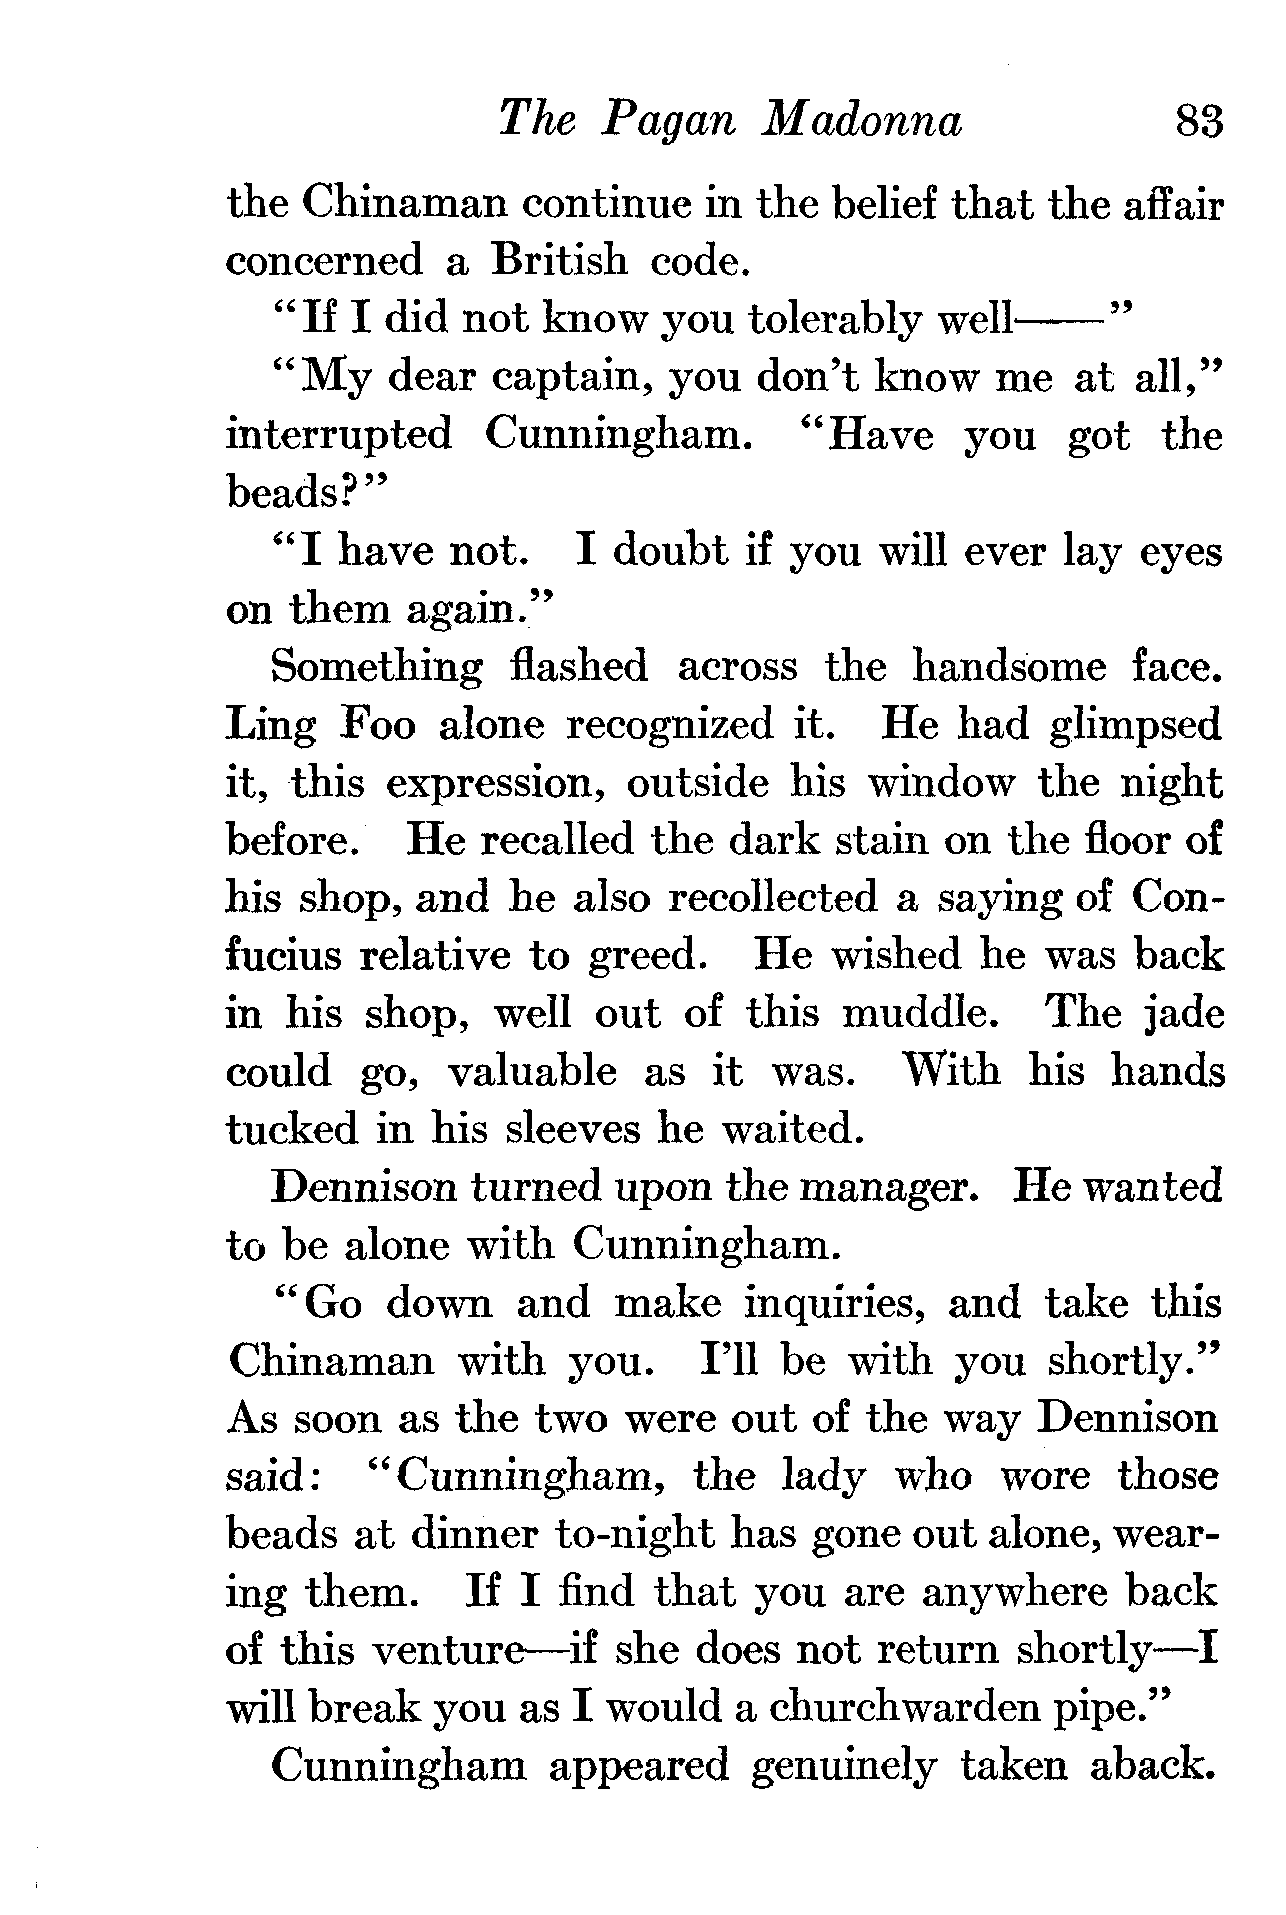 The Pagan Madonna 83
the Chinaman continue in the belief that the affair
concerned a British code.
“If I did not know you tolerably well——”
“My dear captain, you don’t know me at all,”
interrupted Cunningham. “Have you got the
beads?”
“I have not. I doubt if you will ever lay eyes
on them again.”
Something flashed across the handsome face.
Ling Foo alone recognized it. He had glimpsed
it, this expression, outside his window the night
before. He recalled the dark stain on the floor of
his shop, and he also recollected a saying of Con-
fucius relative to greed. He wished he was back
in his shop, well out of this muddle. The jade
could go, valuable as it was. With his hands
tucked in his sleeves he waited.
Dennison turned upon the manager. He wanted
to be alone with Cunningham.
“Go down and make inquiries, and take this
Chinaman with you. I’ll be with you shortly.”
As soon as the two were out of the way Dennison
said: “Cunningham, the lady who wore those
beads at dinner to-night has gone out alone, wear-
ing them. If I find that you are anywhere back
of this venture—if she does not return shortly—I
will break you as I would a churchwarden pipe.”
Cunningham appeared genuinely taken aback.